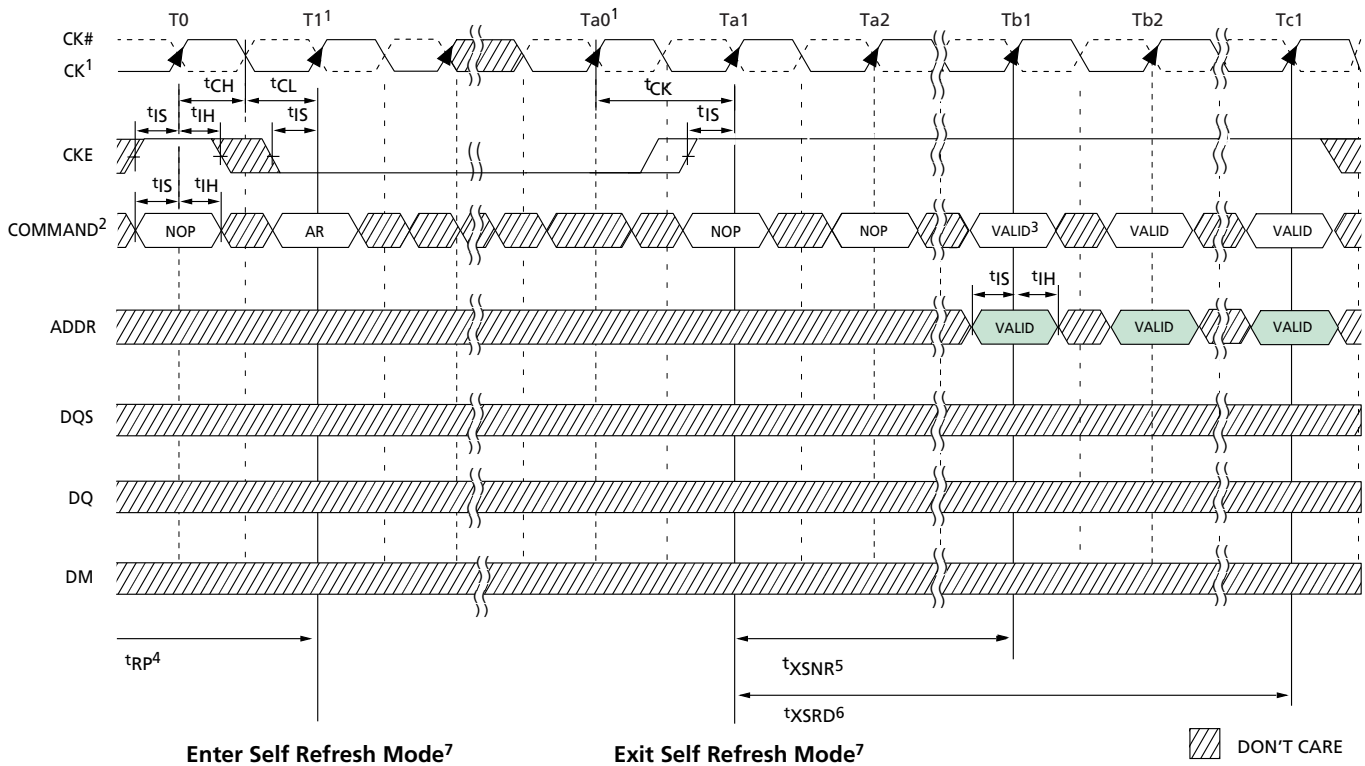 T0 T1¹ Ta0¹ Ta1 Ta2 Tb1 Tb2 Tc1
CK#
CK¹
tCH tCL tCK
tIS tIH tIS tIS
CKE
tIS tIH
COMMAND² NOP AR NOP NOP VALID³ VALID VALID
tIS tIH
ADDR VALID VALID VALID
DQS
DQ
DM
tRP⁴ tXSNR⁵
tXSRD⁶
Enter Self Refresh Mode⁷ Exit Self Refresh Mode⁷ DON'T CARE